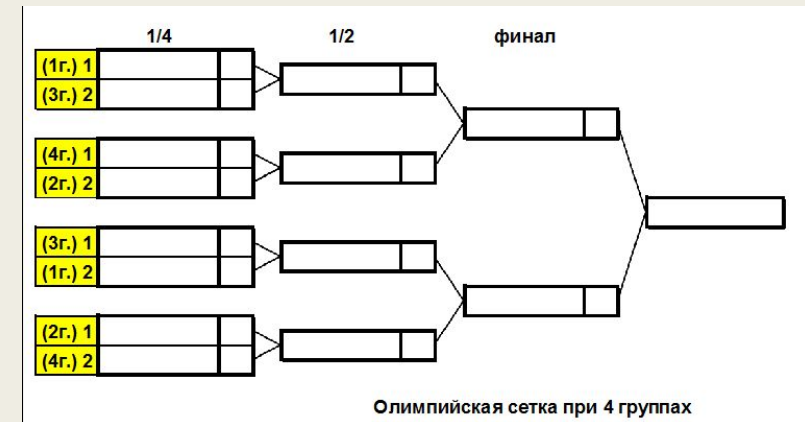 1/4 1/2 финал
(1г.) 1
(3г.) 2
(4г.) 1
(2г.) 2
(3г.) 1
(1г.) 2
(2г.) 1
(4г.) 2
Олимпийская сетка при 4 группах